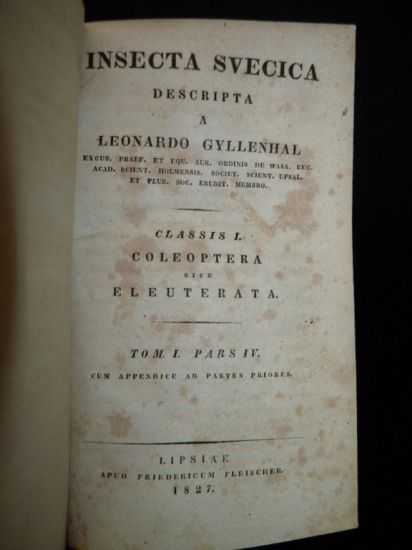 INSECTA SVECICA
DESCRIPTA
A
LEONARDO GYLLENHAL
EXCUB. PRAEF. ET EQU. AUR. ORDINIS DE WASA. REG.
ACAD. SCIENT. HOLMENSIS. SOCIET. SCIENT. UPSAL.
ET PLUR. SOC. ERUDIT. MEMBRO.
CLASSIS I.
COLEOPTERA
SIVE
ELEUTERATA.
TOM. I. PARS IV.
CUM APPENDICE AD PARTES PRIORES.
LIPSIAE
APUD FRIEDERICUM FLEISCHER.
1827.